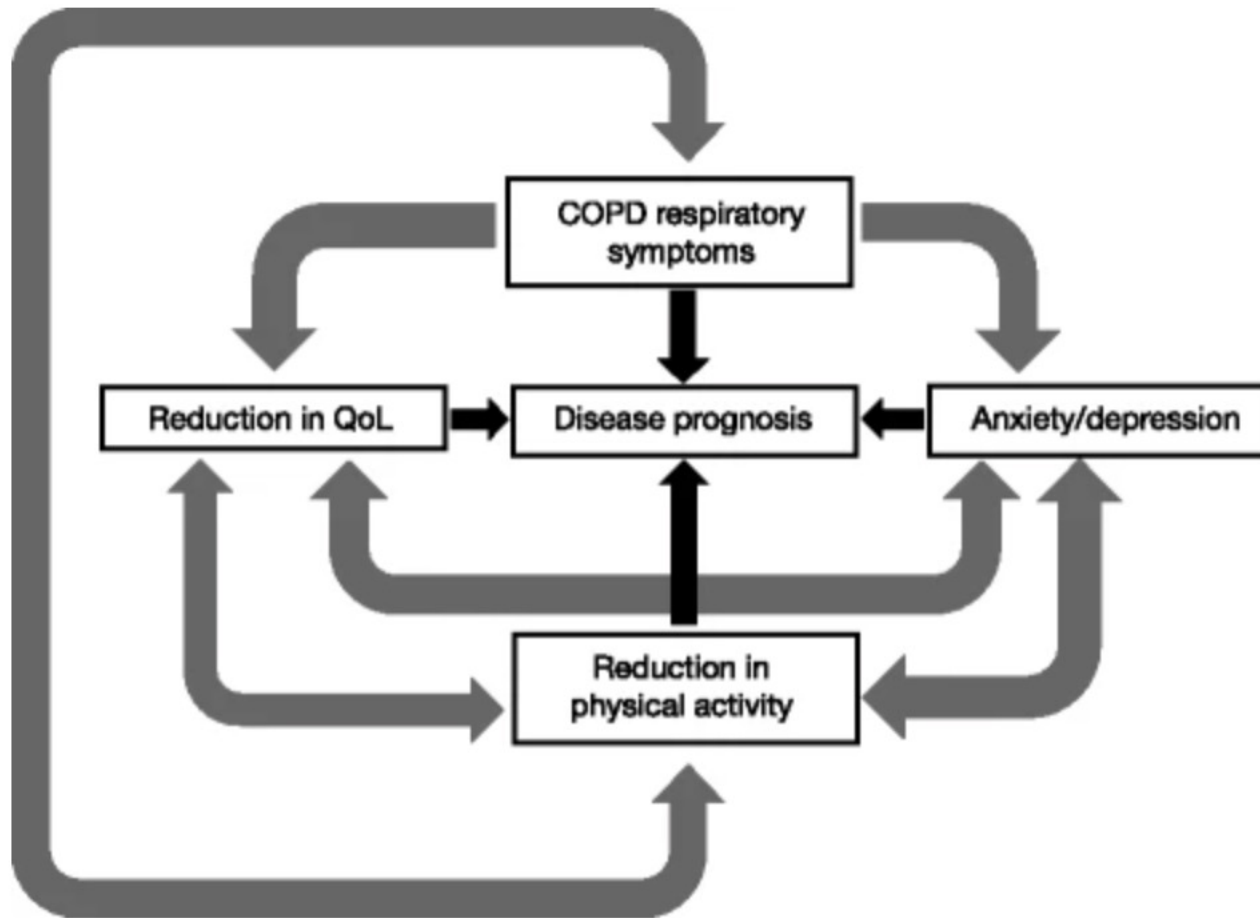 COPD respiratory
symptoms
Reduction in QoL
Disease prognosis
Anxiety/depression
Reduction in
physical activity